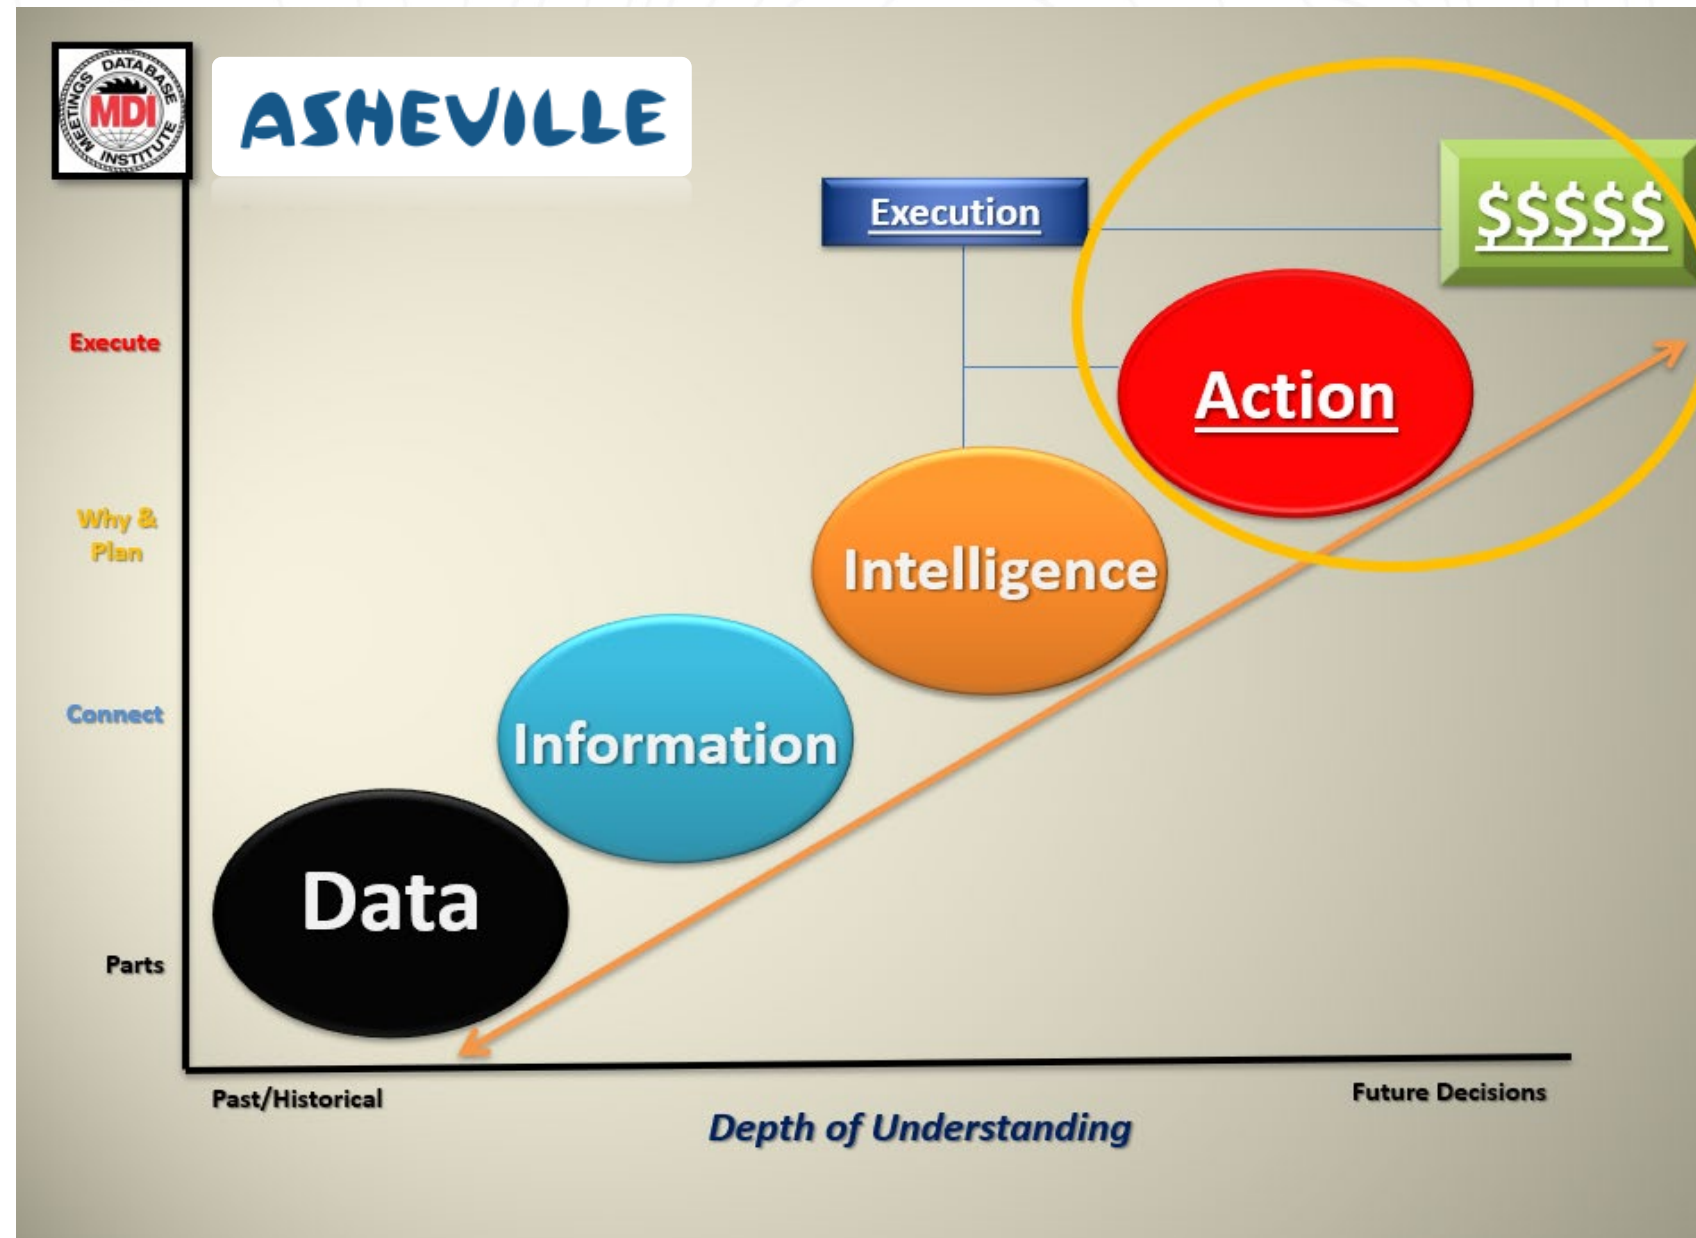 MEETINGS DATABASE INSTITUTE
MDI
ASHEVILLE
Execution
$$$$$
Execute
Action
Why &
Plan
Intelligence
Connect
Information
Data
Parts
Past/Historical
Future Decisions
Depth of Understanding